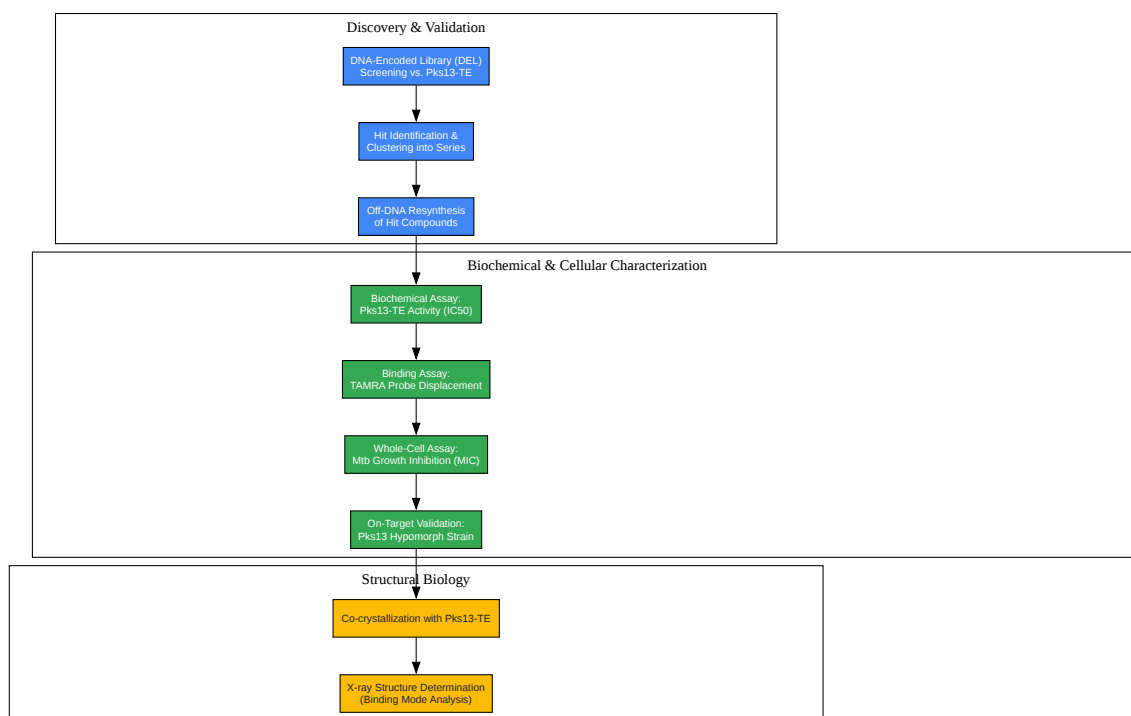 Discovery & Validation
DNA-Encoded Library (DEL)
Screening vs. Pks13-TE
Hit Identification &
Clustering into Series
Off-DNA Resynthesis
of Hit Compounds
Biochemical & Cellular Characterization
Biochemical Assay:
Pks13-TE Activity (IC50)
Binding Assay:
TAMRA Probe Displacement
Whole-Cell Assay:
Mtb Growth Inhibition (MIC)
On-Target Validation:
Pks13 Hypomorph Strain
Structural Biology
Co-crystallization with Pks13-TE
X-ray Structure Determination
(Binding Mode Analysis)